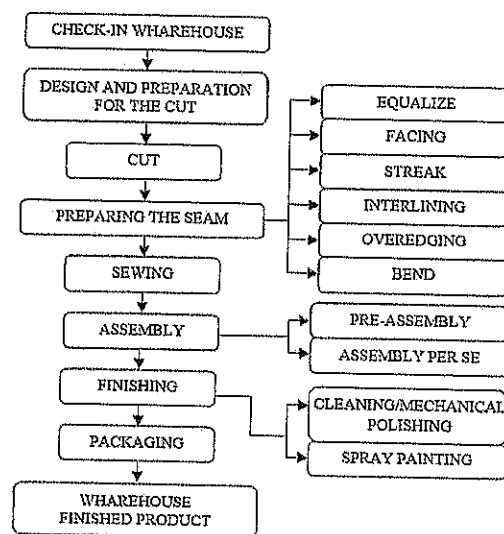 CHECK-IN WHAREHOUSE
DESIGN AND PREPARATION
FOR THE CUT
CUT
PREPARING THE SEAM
SEWING
ASSEMBLY
FINISHING
PACKAGING
WHAREHOUSE
FINISHED PRODUCT
EQUALIZE
FACING
STREAK
INTERLINING
OVEREDGING
BEND
PRE-ASSEMBLY
ASSEMBLY PER SE
CLEANING/MECHANICAL
POLISHING
SPRAY PAINTING